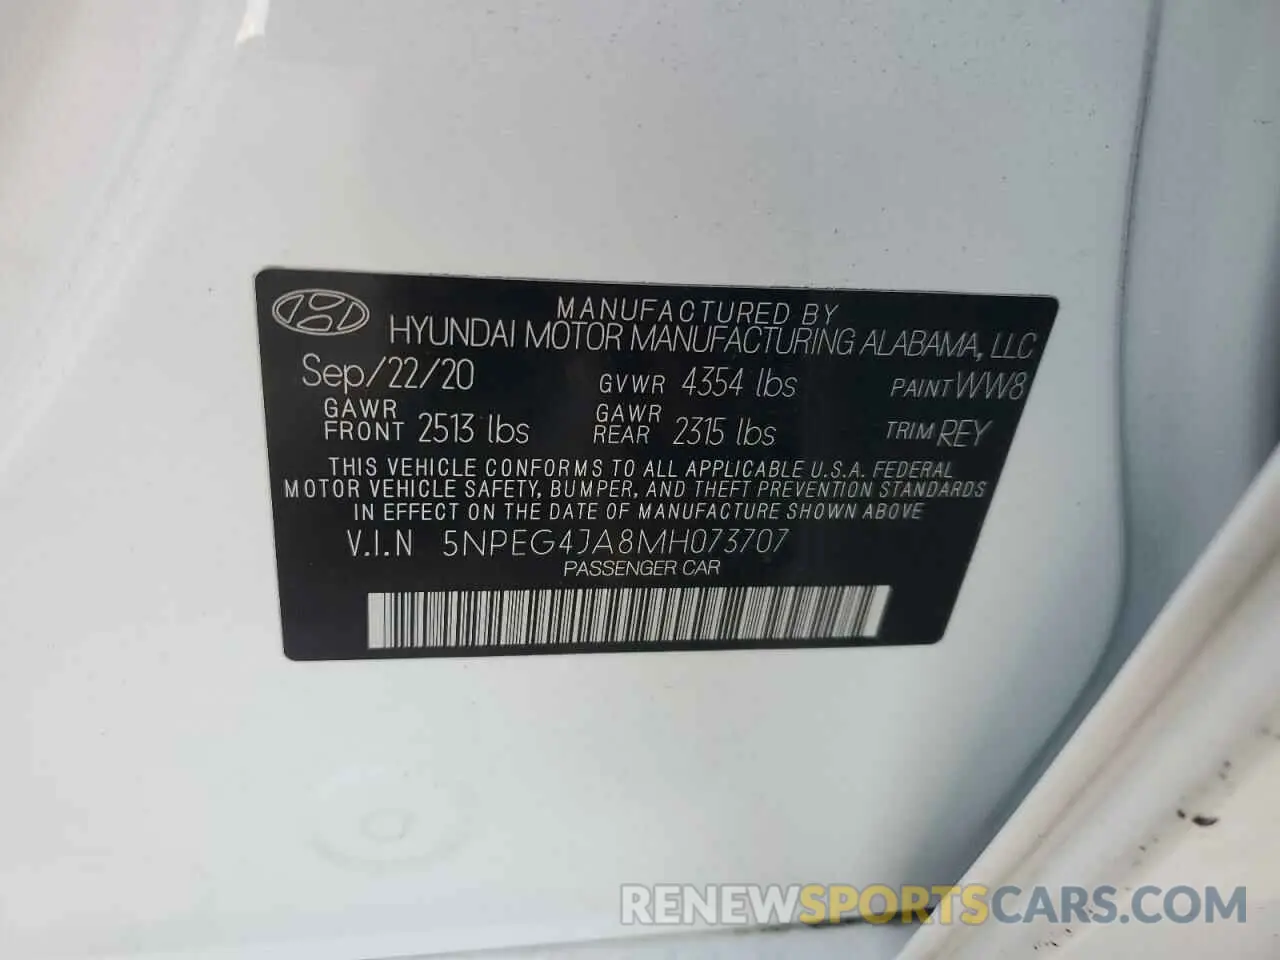 MANUFACTURED BY
HYUNDAI MOTOR MANUFACTURING ALABAMA, LLC
Sep/22/20 GVWR 4354 lbs PAINT WW8
GAWR FRONT 2513 lbs GAWR REAR 2315 lbs TRIM REY
THIS VEHICLE CONFORMS TO ALL APPLICABLE U.S.A. FEDERAL
MOTOR VEHICLE SAFETY, BUMPER, AND THEFT PREVENTION STANDARDS
IN EFFECT ON THE DATE OF MANUFACTURE SHOWN ABOVE
V.I.N 5NPEG4JA8MH073707
PASSENGER CAR
RENEWSPORTSCARS.COM